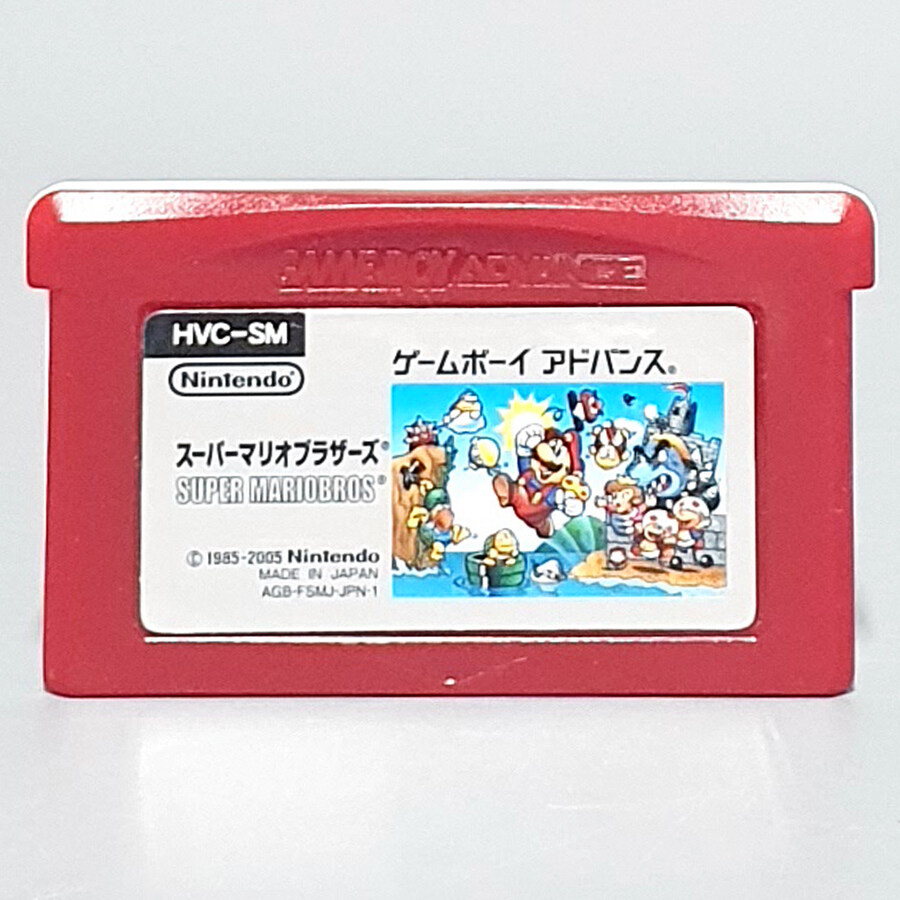 GAME BOY ADVANCE
HVC-SM
Nintendo®
ゲームボーイ アドバンス®
スーパーマリオブラザーズ®
SUPER MARIOBROS®
© 1985-2005 Nintendo
MADE IN JAPAN
AGB-FSMJ-JPN-1